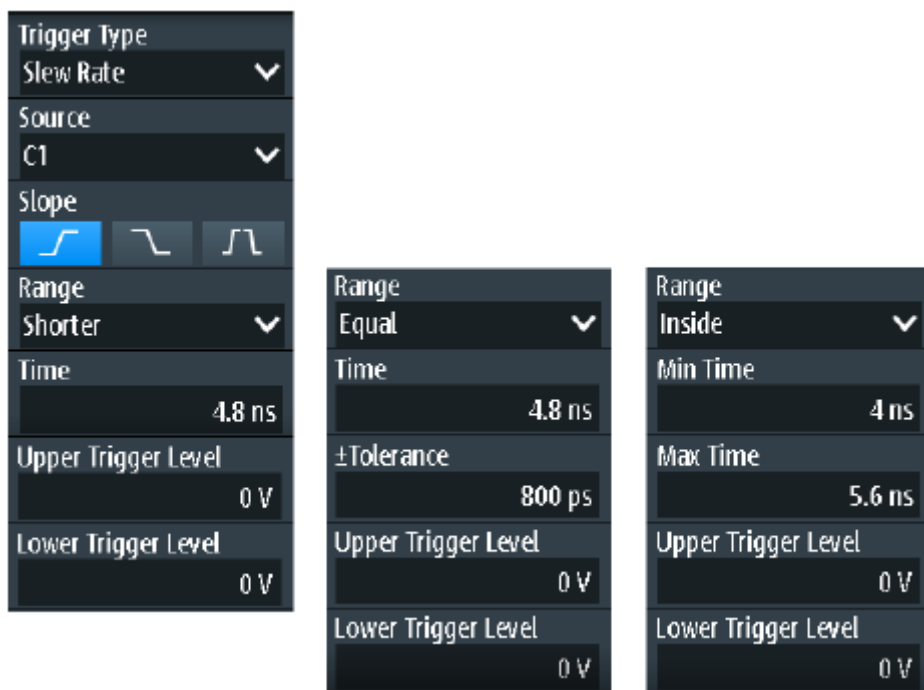 Trigger Type
Slew Rate
Source
C1
Slope
Range
Shorter
Time
4.8 ns
Upper Trigger Level
0 V
Lower Trigger Level
0 V
Range
Equal
Time
4.8 ns
±Tolerance
800 ps
Upper Trigger Level
0 V
Lower Trigger Level
0 V
Range
Inside
Min Time
4 ns
Max Time
5.6 ns
Upper Trigger Level
0 V
Lower Trigger Level
0 V